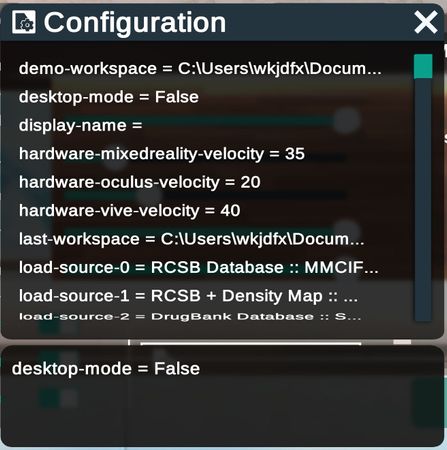 Configuration
demo-workspace = C:\Users\wkjdfx\Docum...
desktop-mode = False
display-name =
hardware-mixedreality-velocity = 35
hardware-oculus-velocity = 20
hardware-vive-velocity = 40
last-workspace = C:\Users\wkjdfx\Docum...
load-source-0 = RCSB Database :: MMCIF...
load-source-1 = RCSB + Density Map :: ...
load-source-2 = DrugBank Database :: S...
desktop-mode = False